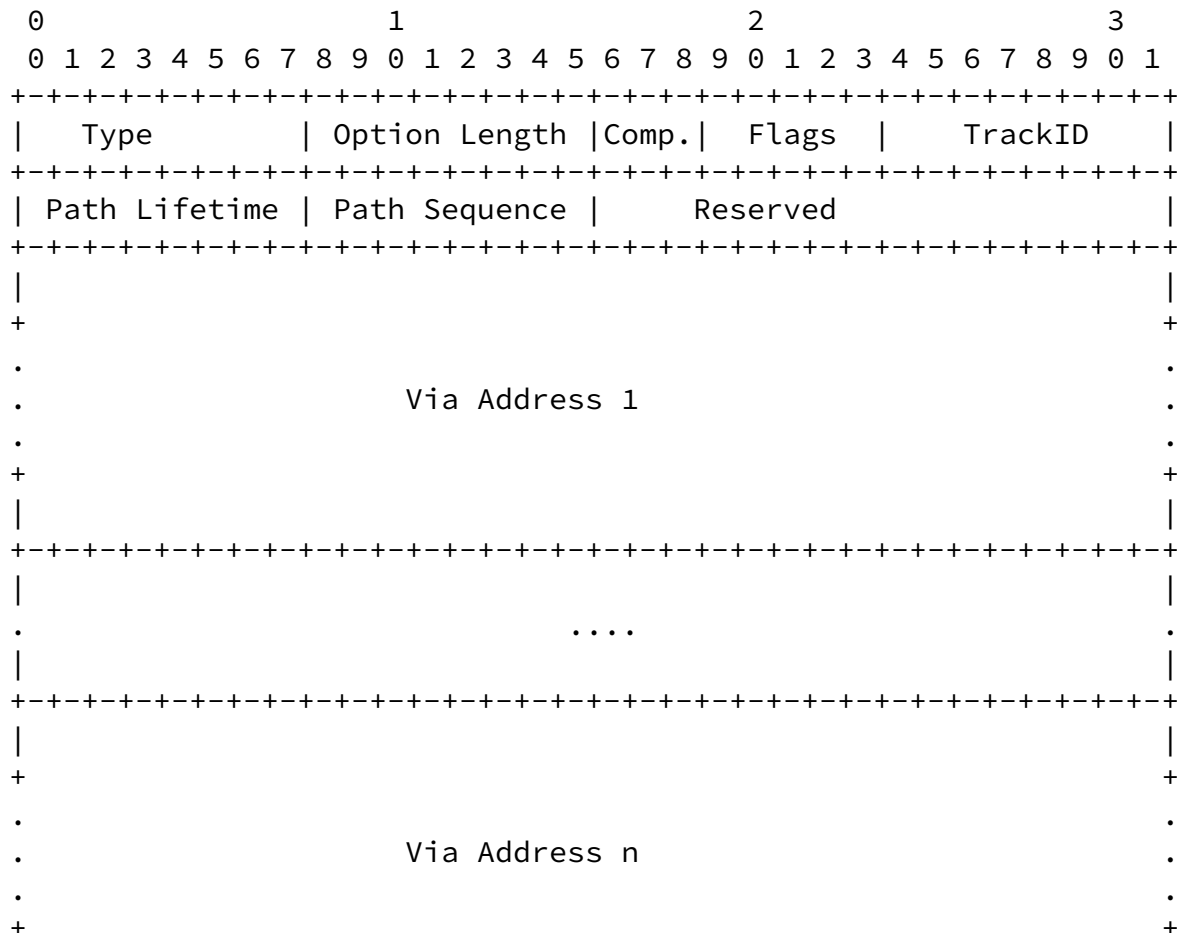 0                   1                   2                   3
 0 1 2 3 4 5 6 7 8 9 0 1 2 3 4 5 6 7 8 9 0 1 2 3 4 5 6 7 8 9 0 1
+-+-+-+-+-+-+-+-+-+-+-+-+-+-+-+-+-+-+-+-+-+-+-+-+-+-+-+-+-+-+-+-+
|   Type        | Option Length |Comp.|  Flags  |    TrackID    |
+-+-+-+-+-+-+-+-+-+-+-+-+-+-+-+-+-+-+-+-+-+-+-+-+-+-+-+-+-+-+-+-+
| Path Lifetime | Path Sequence |     Reserved                  |
+-+-+-+-+-+-+-+-+-+-+-+-+-+-+-+-+-+-+-+-+-+-+-+-+-+-+-+-+-+-+-+-+
|                                                               |
+                                                               +
.                                                               .
.                     Via Address 1                             .
.                                                               .
+                                                               +
|                                                               |
+-+-+-+-+-+-+-+-+-+-+-+-+-+-+-+-+-+-+-+-+-+-+-+-+-+-+-+-+-+-+-+-+
|                                                               |
.                              ....                             .
|                                                               |
+-+-+-+-+-+-+-+-+-+-+-+-+-+-+-+-+-+-+-+-+-+-+-+-+-+-+-+-+-+-+-+-+
|                                                               |
+                                                               +
.                                                               .
.                     Via Address n                             .
.                                                               .
+                                                               +